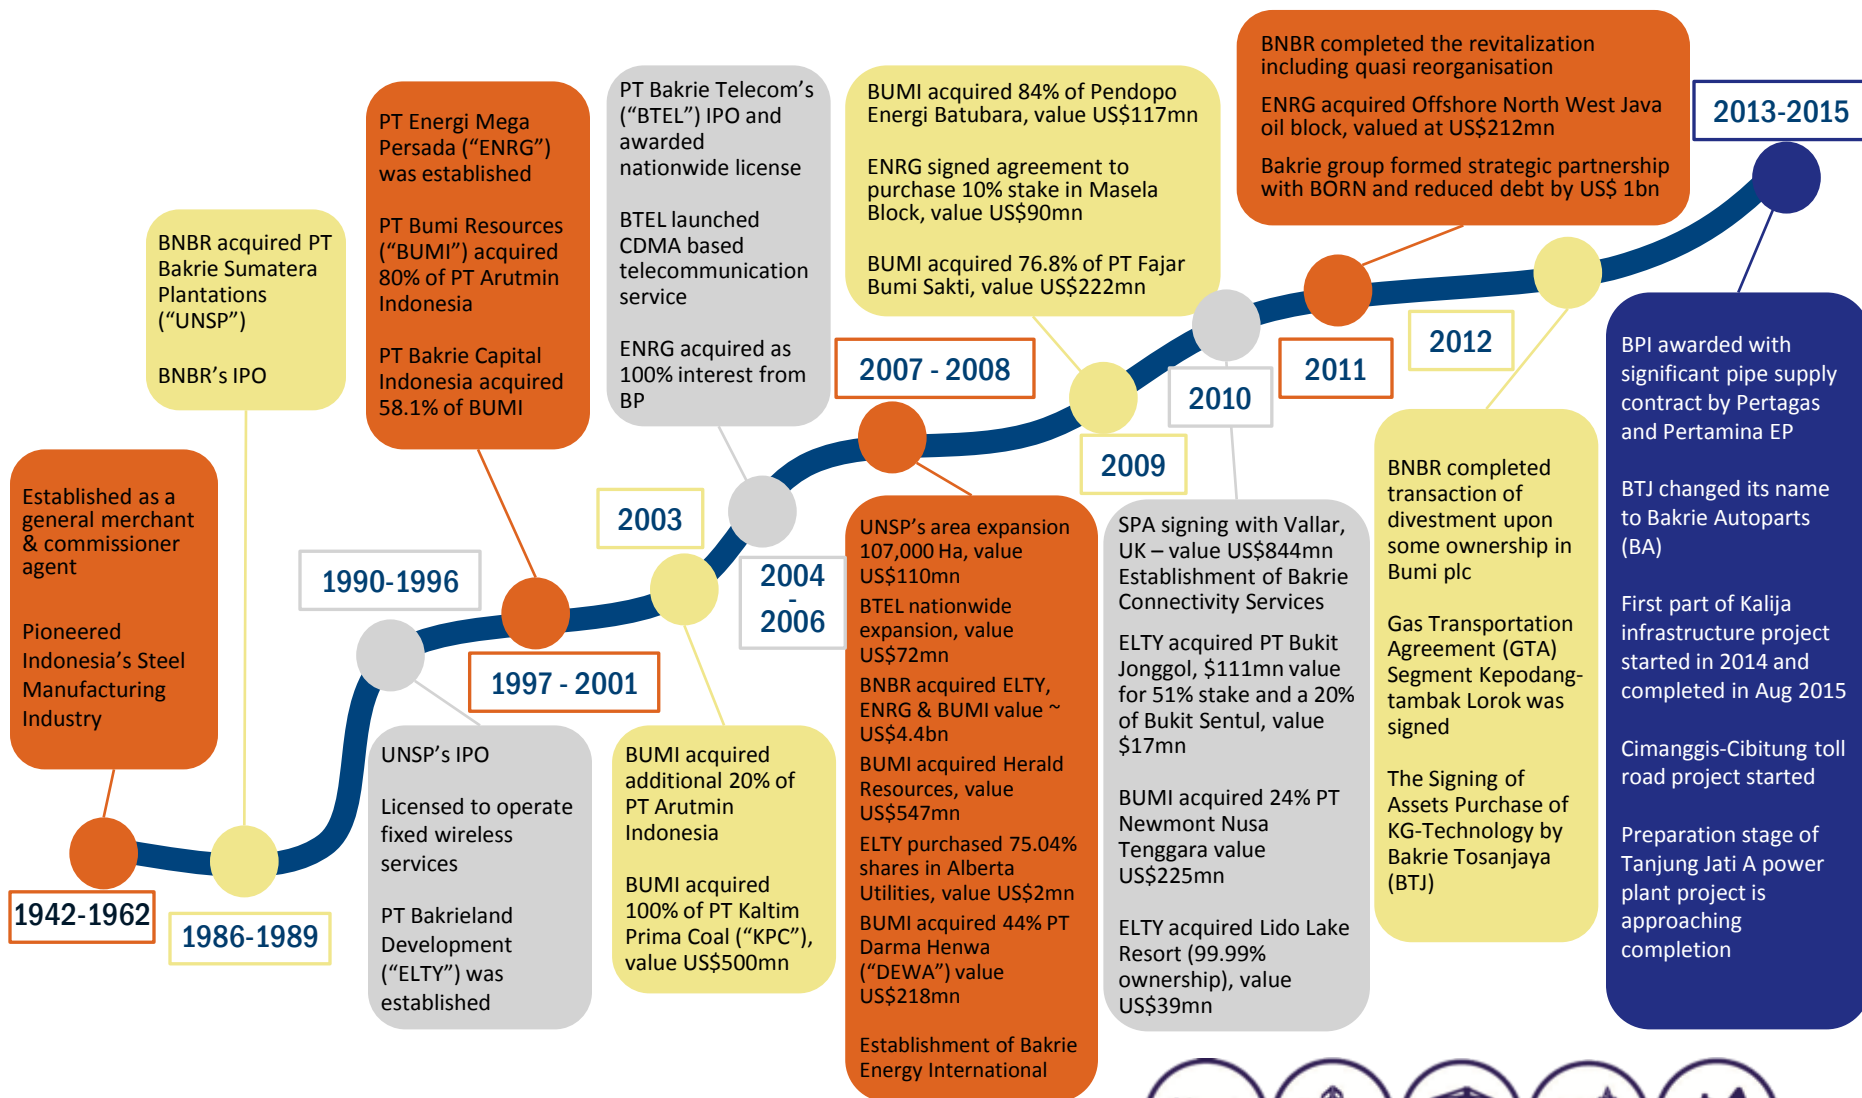 Established as a
general merchant
& commissioner
agent
Pioneered
Indonesia's Steel
Manufacturing
Industry
1942-1962
BNBR acquired PT
Bakrie Sumatera
Plantations
("UNSP")
BNBR's IPO
1986-1989
1990-1996
UNSP's IPO
Licensed to operate
fixed wireless
services
PT Bakrieland
Development
("ELTY") was
established
PT Energi Mega
Persada ("ENRG")
was established
PT Bumi Resources
("BUMI") acquired
80% of PT Arutmin
Indonesia
PT Bakrie Capital
Indonesia acquired
58.1% of BUMI
1997 - 2001
2003
BUMI acquired
additional 20% of
PT Arutmin
Indonesia
BUMI acquired
100% of PT Kaltim
Prima Coal ("KPC"),
value US$500mn
PT Bakrie Telecom's
("BTEL") IPO and
awarded
nationwide license
BTEL launched
CDMA based
telecommunication
service
ENRG acquired as
100% interest from
BP
2004
-
2006
2007 - 2008
UNSP's area expansion
107,000 Ha, value
US$110mn
BTEL nationwide
expansion, value
US$72mn
BNBR acquired ELTY,
ENRG & BUMI value ~
US$4.4bn
BUMI acquired Herald
Resources, value
US$547mn
ELTY purchased 75.04%
shares in Alberta
Utilities, value US$2mn
BUMI acquired 44% PT
Darma Henwa
("DEWA") value
US$218mn
Establishment of Bakrie
Energy International
BUMI acquired 84% of Pendopo
Energi Batubara, value US$117mn
ENRG signed agreement to
purchase 10% stake in Masela
Block, value US$90mn
BUMI acquired 76.8% of PT Fajar
Bumi Sakti, value US$222mn
2009
2010
SPA signing with Vallar,
UK – value US$844mn
Establishment of Bakrie
Connectivity Services
ELTY acquired PT Bukit
Jonggol, $111mn value
for 51% stake and a 20%
of Bukit Sentul, value
$17mn
BUMI acquired 24% PT
Newmont Nusa
Tenggara value
US$225mn
ELTY acquired Lido Lake
Resort (99.99%
ownership), value
US$39mn
BNBR completed the revitalization
including quasi reorganisation
ENRG acquired Offshore North West Java
oil block, valued at US$212mn
Bakrie group formed strategic partnership
with BORN and reduced debt by US$ 1bn
2011
2012
BNBR completed
transaction of
divestment upon
some ownership in
Bumi plc
Gas Transportation
Agreement (GTA)
Segment Kepodang-
tambak Lorok was
signed
The Signing of
Assets Purchase of
KG-Technology by
Bakrie Tosanjaya
(BTJ)
2013-2015
BPI awarded with
significant pipe supply
contract by Pertagas
and Pertamina EP
BTJ changed its name
to Bakrie Autoparts
(BA)
First part of Kalija
infrastructure project
started in 2014 and
completed in Aug 2015
Cimanggis-Cibitung toll
road project started
Preparation stage of
Tanjung Jati A power
plant project is
approaching
completion